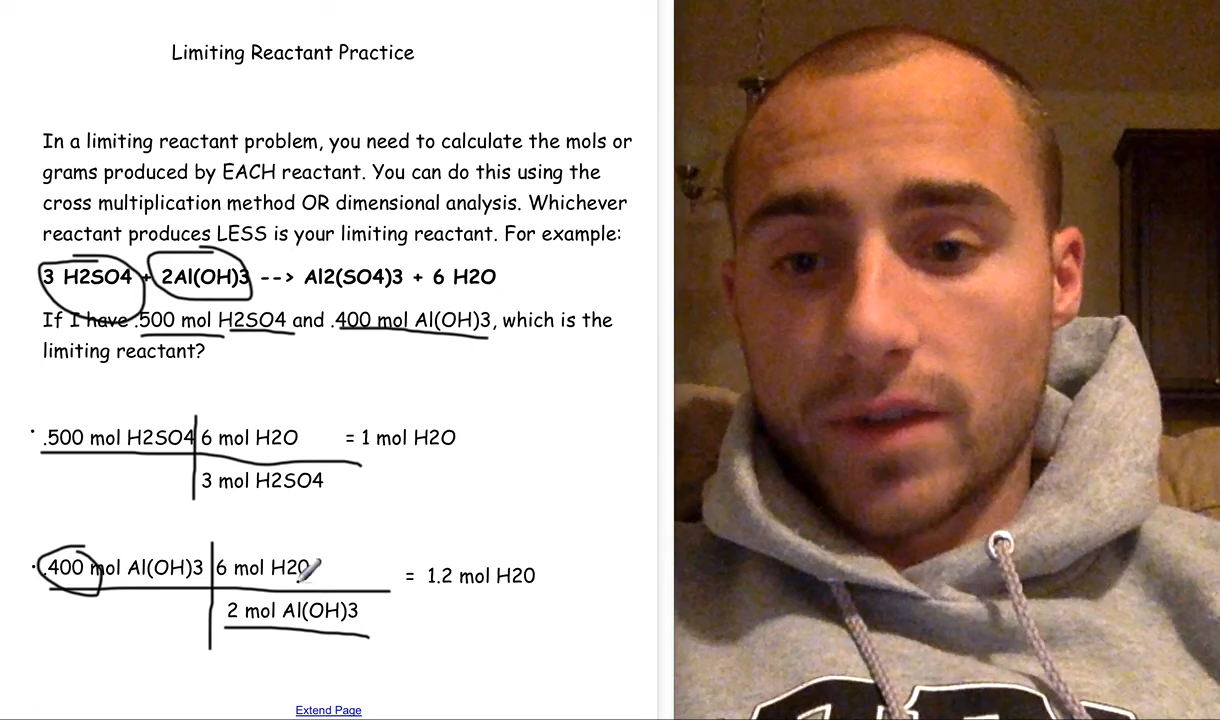 Limiting Reactant Practice
In a limiting reactant problem, you need to calculate the mols or
grams produced by EACH reactant. You can do this using the
cross multiplication method OR dimensional analysis. Whichever
reactant produces LESS is your limiting reactant. For example:
3 H2SO4 + 2Al(OH)3 --> Al2(SO4)3 + 6 H2O
If I have .500 mol H2SO4 and .400 mol Al(OH)3, which is the
limiting reactant?
.500 mol H2SO4 6 mol H2O = 1 mol H2O
3 mol H2SO4
.400 mol Al(OH)3 6 mol H20 = 1.2 mol H20
2 mol Al(OH)3
Extend Page